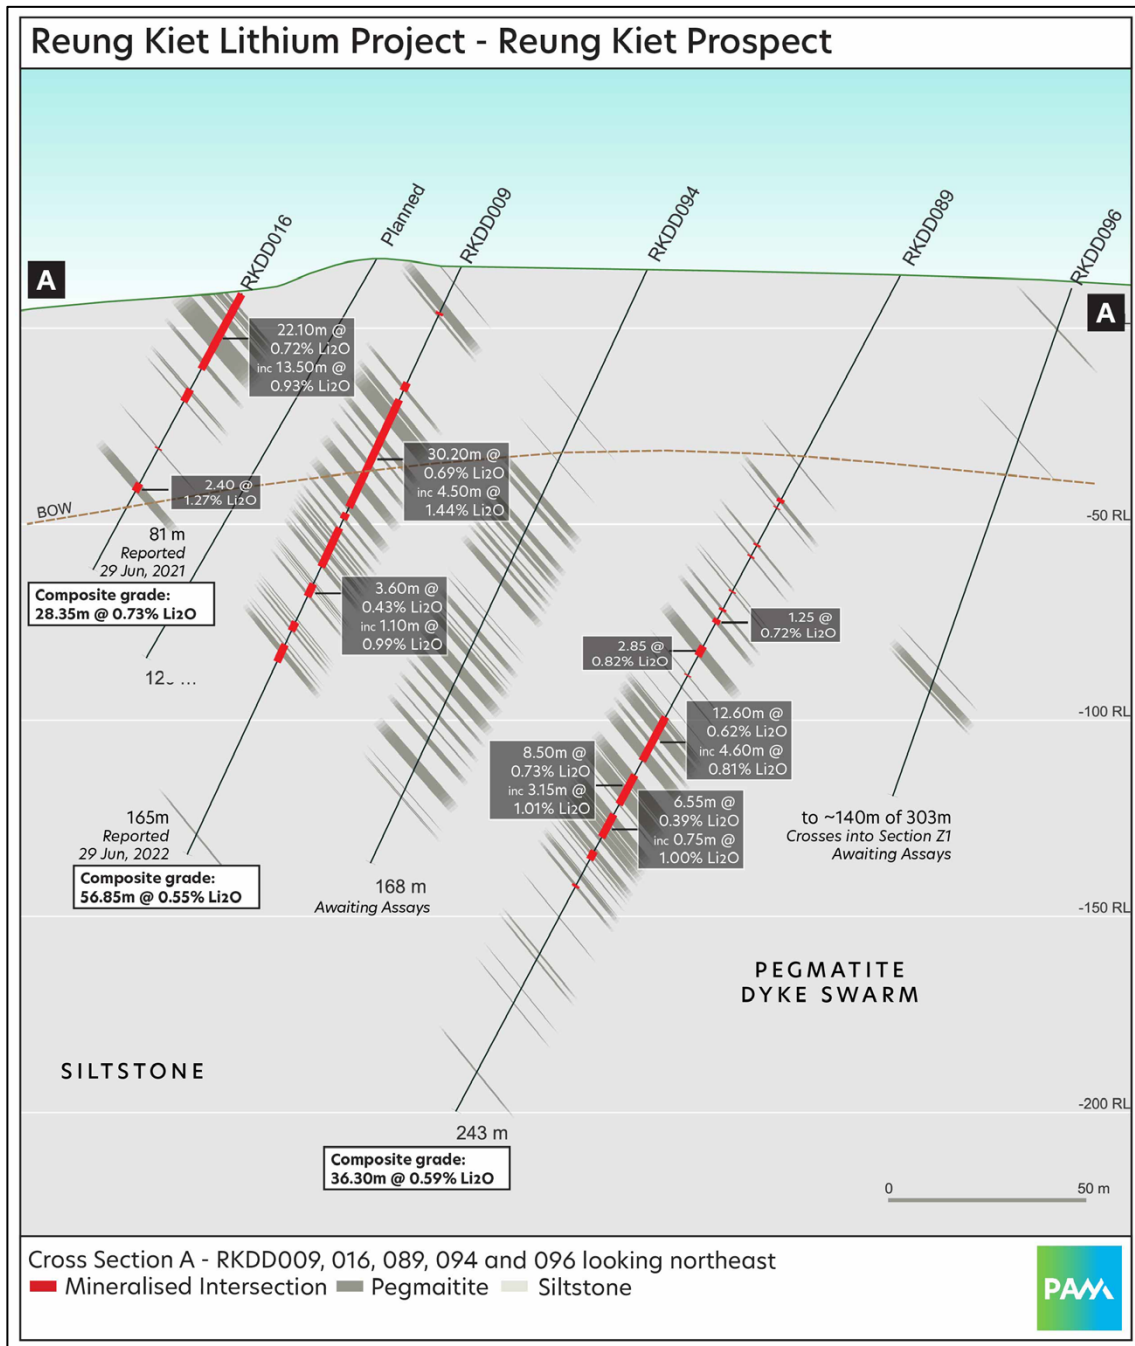 Reung Kiet Lithium Project - Reung Kiet Prospect
RKDD016
Planned
RKDD009
RKDD094
RKDD089
RKDD096
A
A
22.10m @
0.72% Li2O
inc 13.50m @
0.93% Li2O
30.20m @
0.69% Li2O
inc 4.50m @
1.44% Li2O
2.40 @
1.27% Li2O
BOW
-50 RL
81 m
Reported
29 Jun, 2021
Composite grade:
28.35m @ 0.73% Li2O
3.60m @
0.43% Li2O
inc 1.10m @
0.99% Li2O
1.25 @
0.72% Li2O
2.85 @
0.82% Li2O
-100 RL
12.60m @
0.62% Li2O
inc 4.60m @
0.81% Li2O
8.50m @
0.73% Li2O
inc 3.15m @
1.01% Li2O
6.55m @
0.39% Li2O
inc 0.75m @
1.00% Li2O
165m
Reported
29 Jun, 2022
Composite grade:
56.85m @ 0.55% Li2O
168 m
Awaiting Assays
to ~140m of 303m
Crosses into Section Z1
Awaiting Assays
-150 RL
PEGMATITE
DYKE SWARM
SILTSTONE
-200 RL
243 m
Composite grade:
36.30m @ 0.59% Li2O
0 50 m
Cross Section A - RKDD009, 016, 089, 094 and 096 looking northeast
Mineralised Intersection Pegmaitite Siltstone
PAM